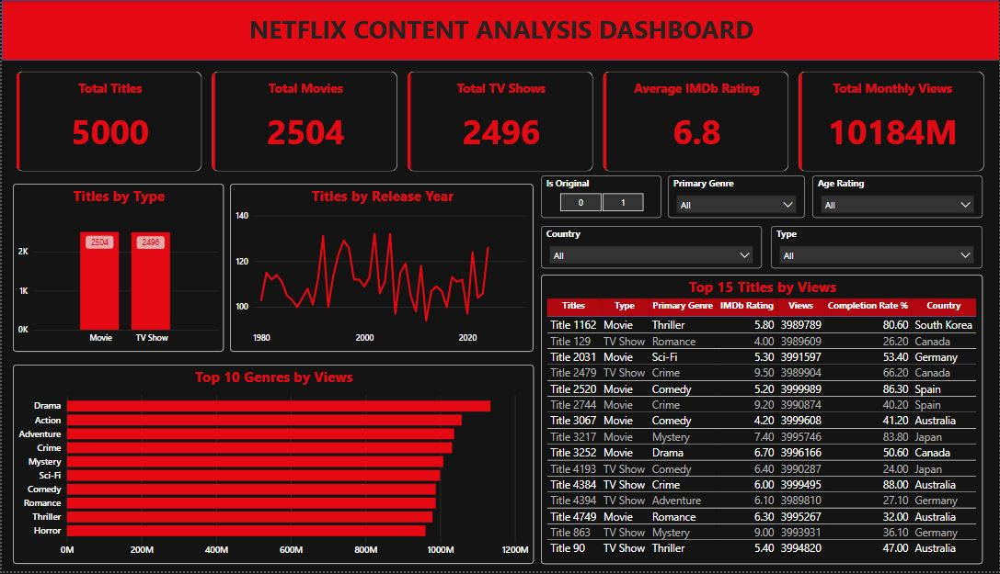 NETFLIX CONTENT ANALYSIS DASHBOARD
Total Titles
5000
Total Movies
2504
Total TV Shows
2496
Average IMDb Rating
6.8
Total Monthly Views
10184M
Titles by Type
2K
1K
0K
2504
2496
Movie TV Show
Titles by Release Year
140
120
100
1980 2000 2020
Is Original
0 1
Primary Genre
All
Age Rating
All
Country
All
Type
All
Top 10 Genres by Views
Drama
Action
Adventure
Crime
Mystery
Sci-Fi
Comedy
Romance
Thriller
Horror
0M 200M 400M 600M 800M 1000M 1200M
Top 15 Titles by Views
Titles Type Primary Genre IMDb Rating Views Completion Rate % Country
Title 1162 Movie Thriller 5.80 3989789 80.60 South Korea
Title 129 TV Show Romance 4.00 3989609 26.20 Canada
Title 2031 Movie Sci-Fi 5.30 3991597 53.40 Germany
Title 2479 TV Show Crime 9.50 3989904 66.20 Canada
Title 2520 Movie Comedy 5.20 3999989 86.30 Spain
Title 2744 Movie Crime 9.20 3990874 40.20 Spain
Title 3067 Movie Comedy 4.20 3999608 41.20 Australia
Title 3217 Movie Mystery 7.40 3995746 83.80 Japan
Title 3252 Movie Drama 6.70 3996166 50.60 Canada
Title 4193 TV Show Comedy 6.40 3990287 24.00 Japan
Title 4384 TV Show Crime 6.00 3999495 88.00 Australia
Title 4394 TV Show Adventure 6.10 3989810 27.10 Germany
Title 4749 Movie Romance 6.30 3995267 32.00 Australia
Title 863 TV Show Mystery 9.00 3993931 36.10 Germany
Title 90 TV Show Thriller 5.40 3994820 47.00 Australia